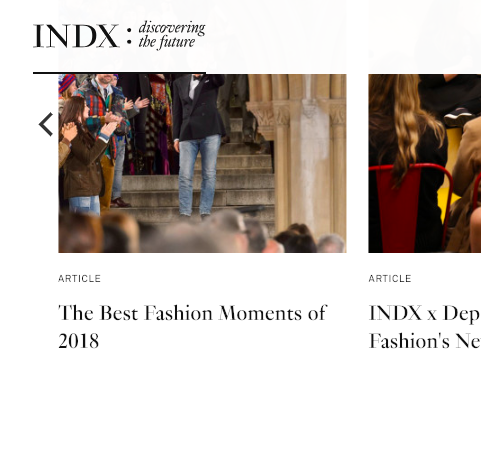 INDX : discovering
the future
ARTICLE
The Best Fashion Moments of
2018
ARTICLE
INDX x Dep
Fashion's Ne